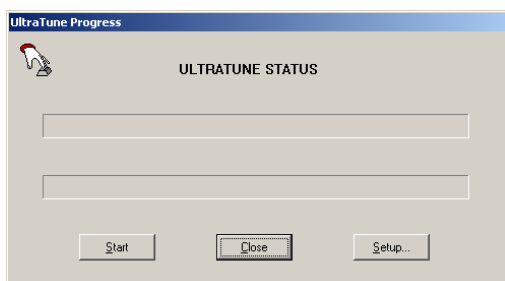 UltraTune Progress
ULTRATUNE STATUS
Start
Close
Setup...